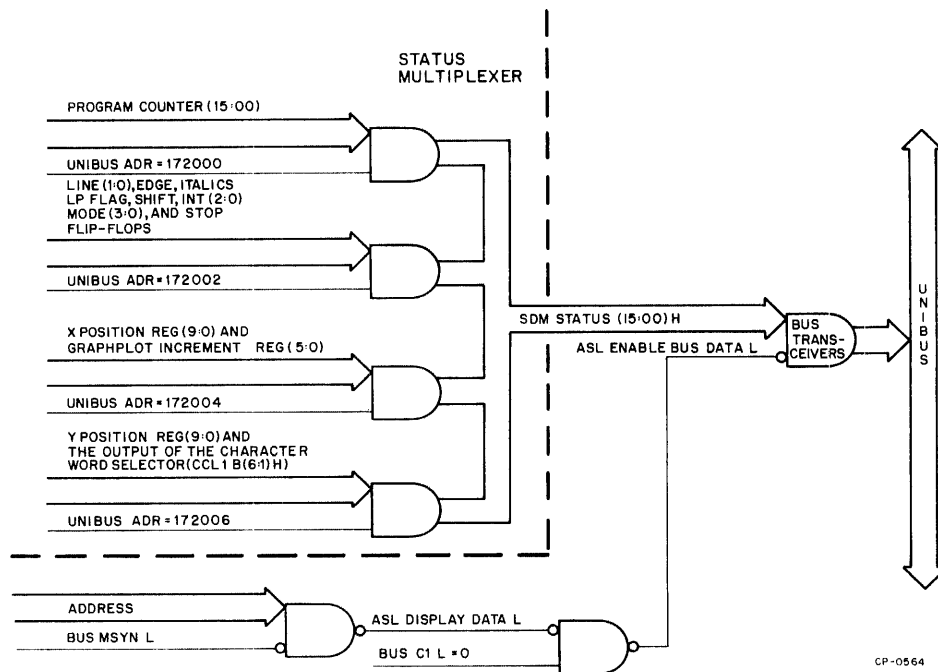 STATUS
MULTIPLEXER
PROGRAM COUNTER (15:00)
UNIBUS ADR = 172000
LINE (1:0), EDGE, ITALICS
LP FLAG, SHIFT, INT (2:0)
MODE (3:0), AND STOP
FLIP-FLOPS
UNIBUS ADR = 172002
X POSITION REG (9:0) AND
GRAPHPLOT INCREMENT REG (5:0)
UNIBUS ADR = 172004
Y POSITION REG (9:0) AND
THE OUTPUT OF THE CHARACTER
WORD SELECTOR (CCL1 B(6:1) H)
UNIBUS ADR = 172006
SDM STATUS (15:00) H
ASL ENABLE BUS DATA L
BUS
TRANS-
CEIVERS
UNIBUS
ADDRESS
BUS MSYN L
ASL DISPLAY DATA L
BUS C1 L = 0
CP-0564